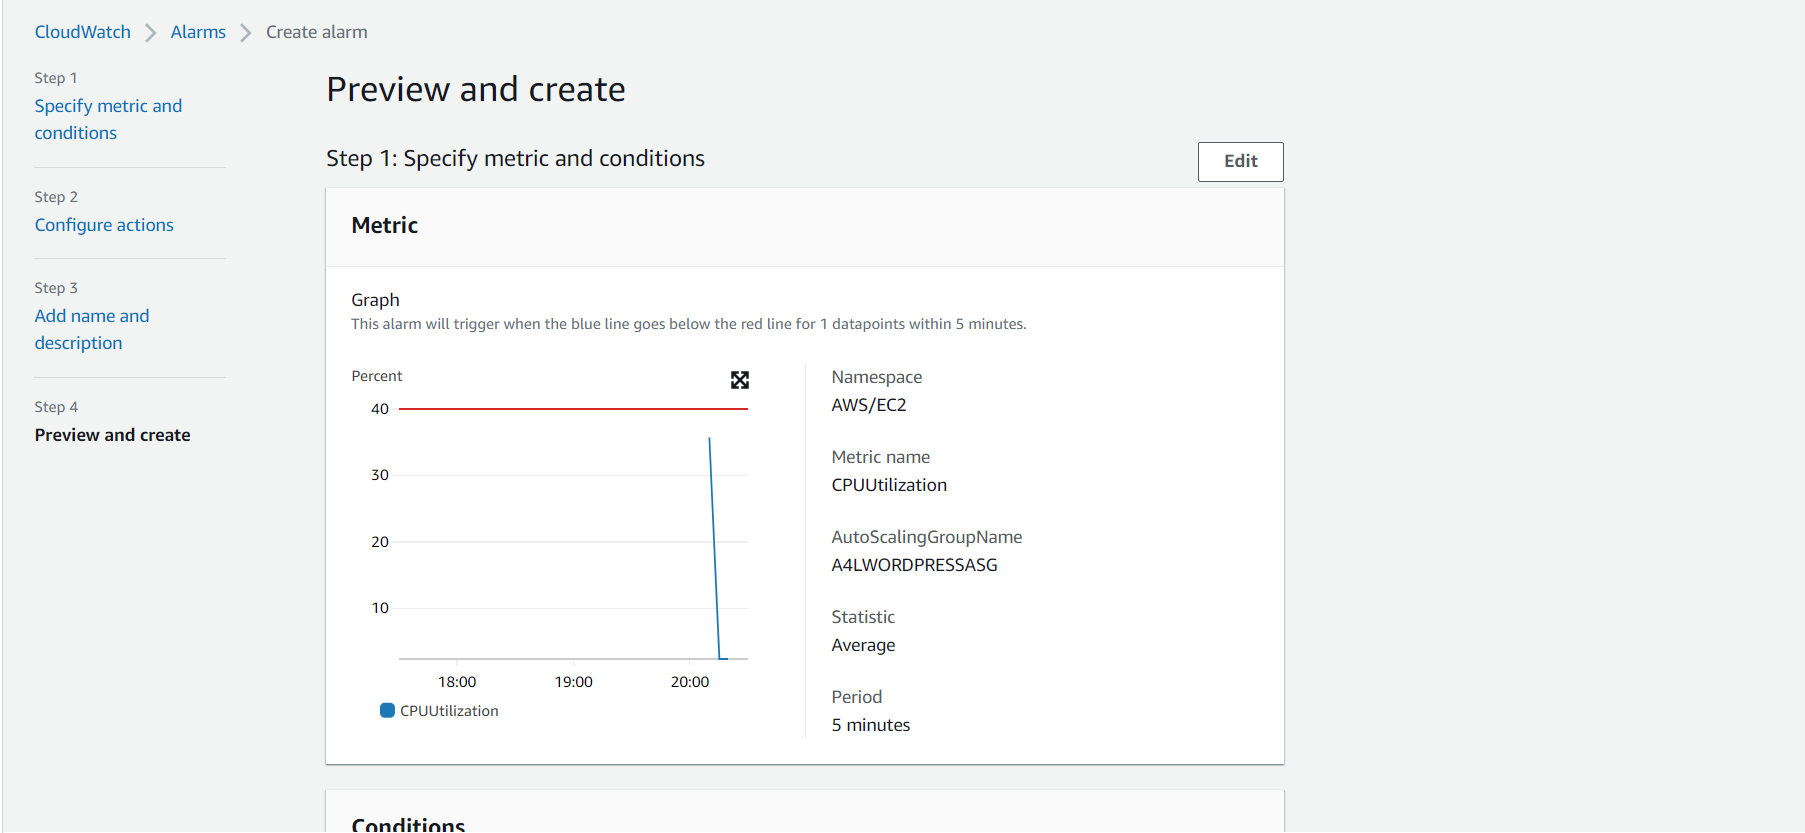 CloudWatch > Alarms > Create alarm
Step 1
Specify metric and
conditions
Step 2
Configure actions
Step 3
Add name and
description
Step 4
Preview and create
Preview and create
Step 1: Specify metric and conditions
Edit
Metric
Graph
This alarm will trigger when the blue line goes below the red line for 1 datapoints within 5 minutes.
Percent
40
30
20
10
18:00 19:00 20:00
CPUUtilization
Namespace
AWS/EC2
Metric name
CPUUtilization
AutoScalingGroupName
A4LWORDPRESSASG
Statistic
Average
Period
5 minutes
Conditions